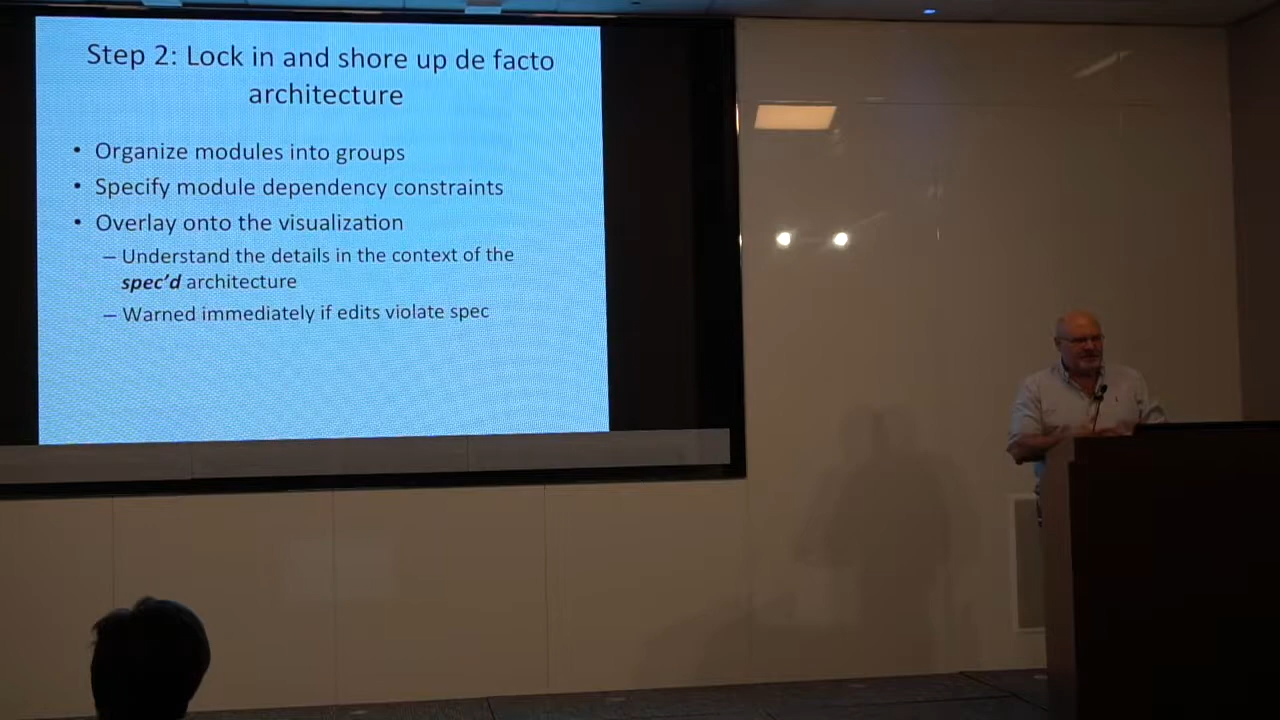 Step 2: Lock in and shore up de facto
architecture
• Organize modules into groups
• Specify module dependency constraints
• Overlay onto the visualization
– Understand the details in the context of the
spec’d architecture
– Warned immediately if edits violate spec